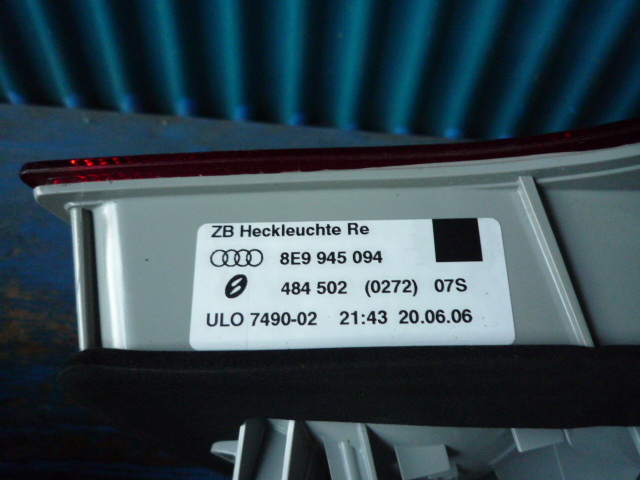 ZB Heckleuchte Re
8E9 945 094
484 502 (0272) 07S
ULO 7490-02 21:43 20.06.06